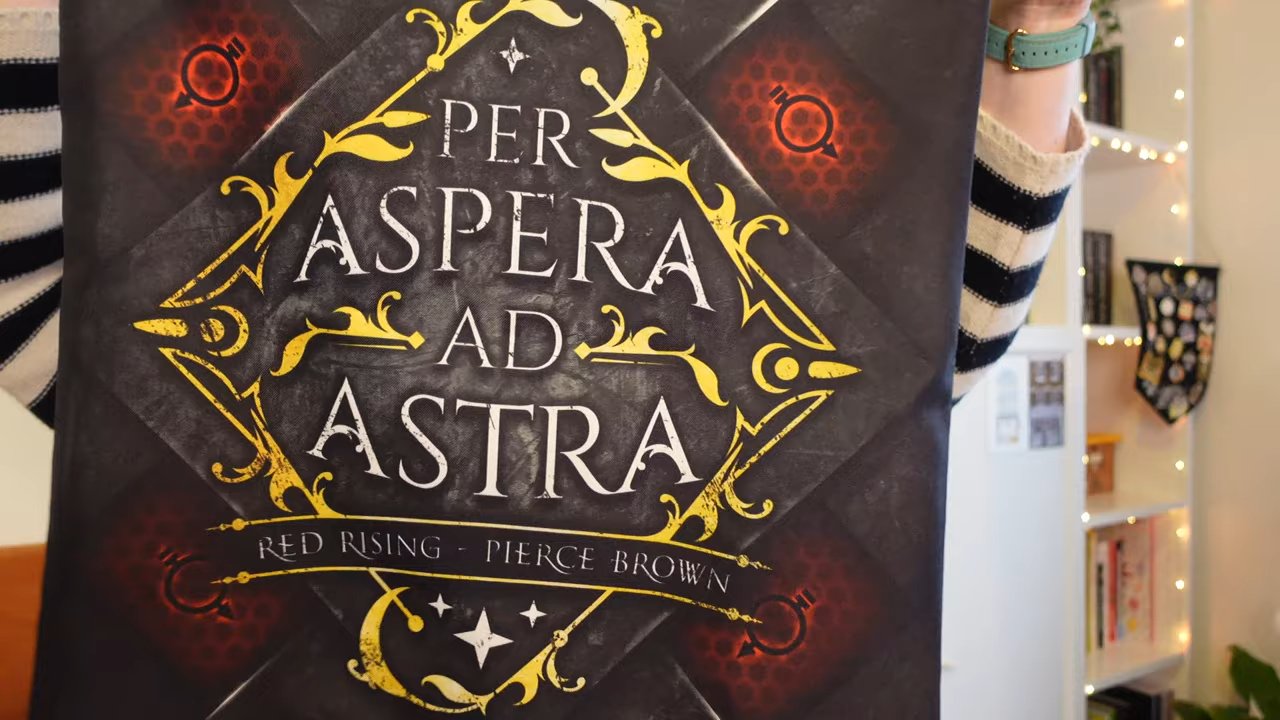 PER
ASPERA
AD
ASTRA
RED RISING - PIERCE BROWN